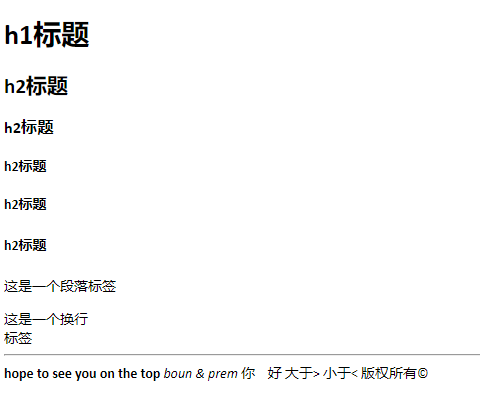 h1标题
h2标题
h2标题
h2标题
h2标题
h2标题
这是一个段落标签
这是一个换行
标签
hope to see you on the top boun & prem 你　好 大于> 小于< 版权所有©